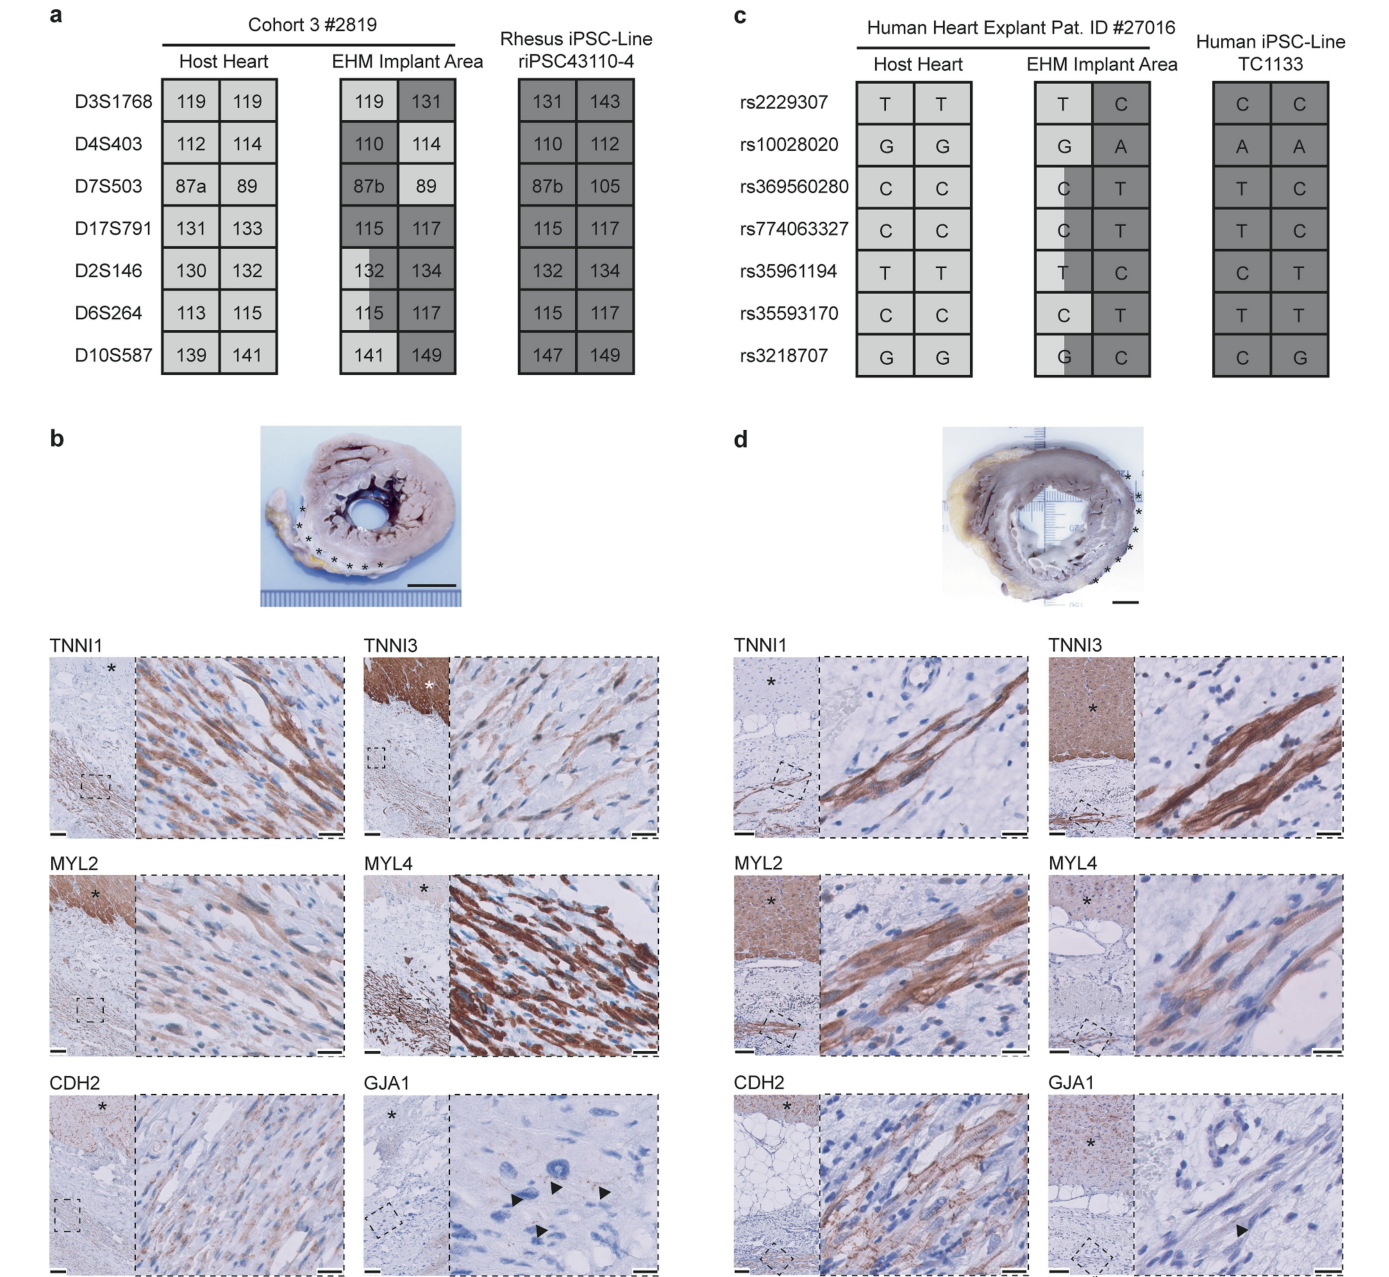 a
Cohort 3 #2819
Host Heart
EHM Implant Area
Rhesus iPSC-Line
riPSC43110-4
D3S1768 119 119 119 131 131 143
D4S403 112 114 110 114 110 112
D7S503 87a 89 87b 89 87b 105
D17S791 131 133 115 117 115 117
D2S146 130 132 132 134 132 134
D6S264 113 115 115 117 115 117
D10S587 139 141 141 149 147 149
c
Human Heart Explant Pat. ID #27016
Host Heart
EHM Implant Area
Human iPSC-Line
TC1133
rs2229307 T T T C C C
rs10028020 G G G A A A
rs369560280 C C C T T C
rs774063327 C C C T T C
rs35961194 T T T C C T
rs35593170 C C C T T T
rs3218707 G G G C C G
b
* * * * * * * *
TNNI1
*
TNNI3
*
MYL2
*
MYL4
*
CDH2
*
GJA1
*
d
* * * * * * * *
TNNI1
*
TNNI3
*
MYL2
*
MYL4
*
CDH2
*
GJA1
*